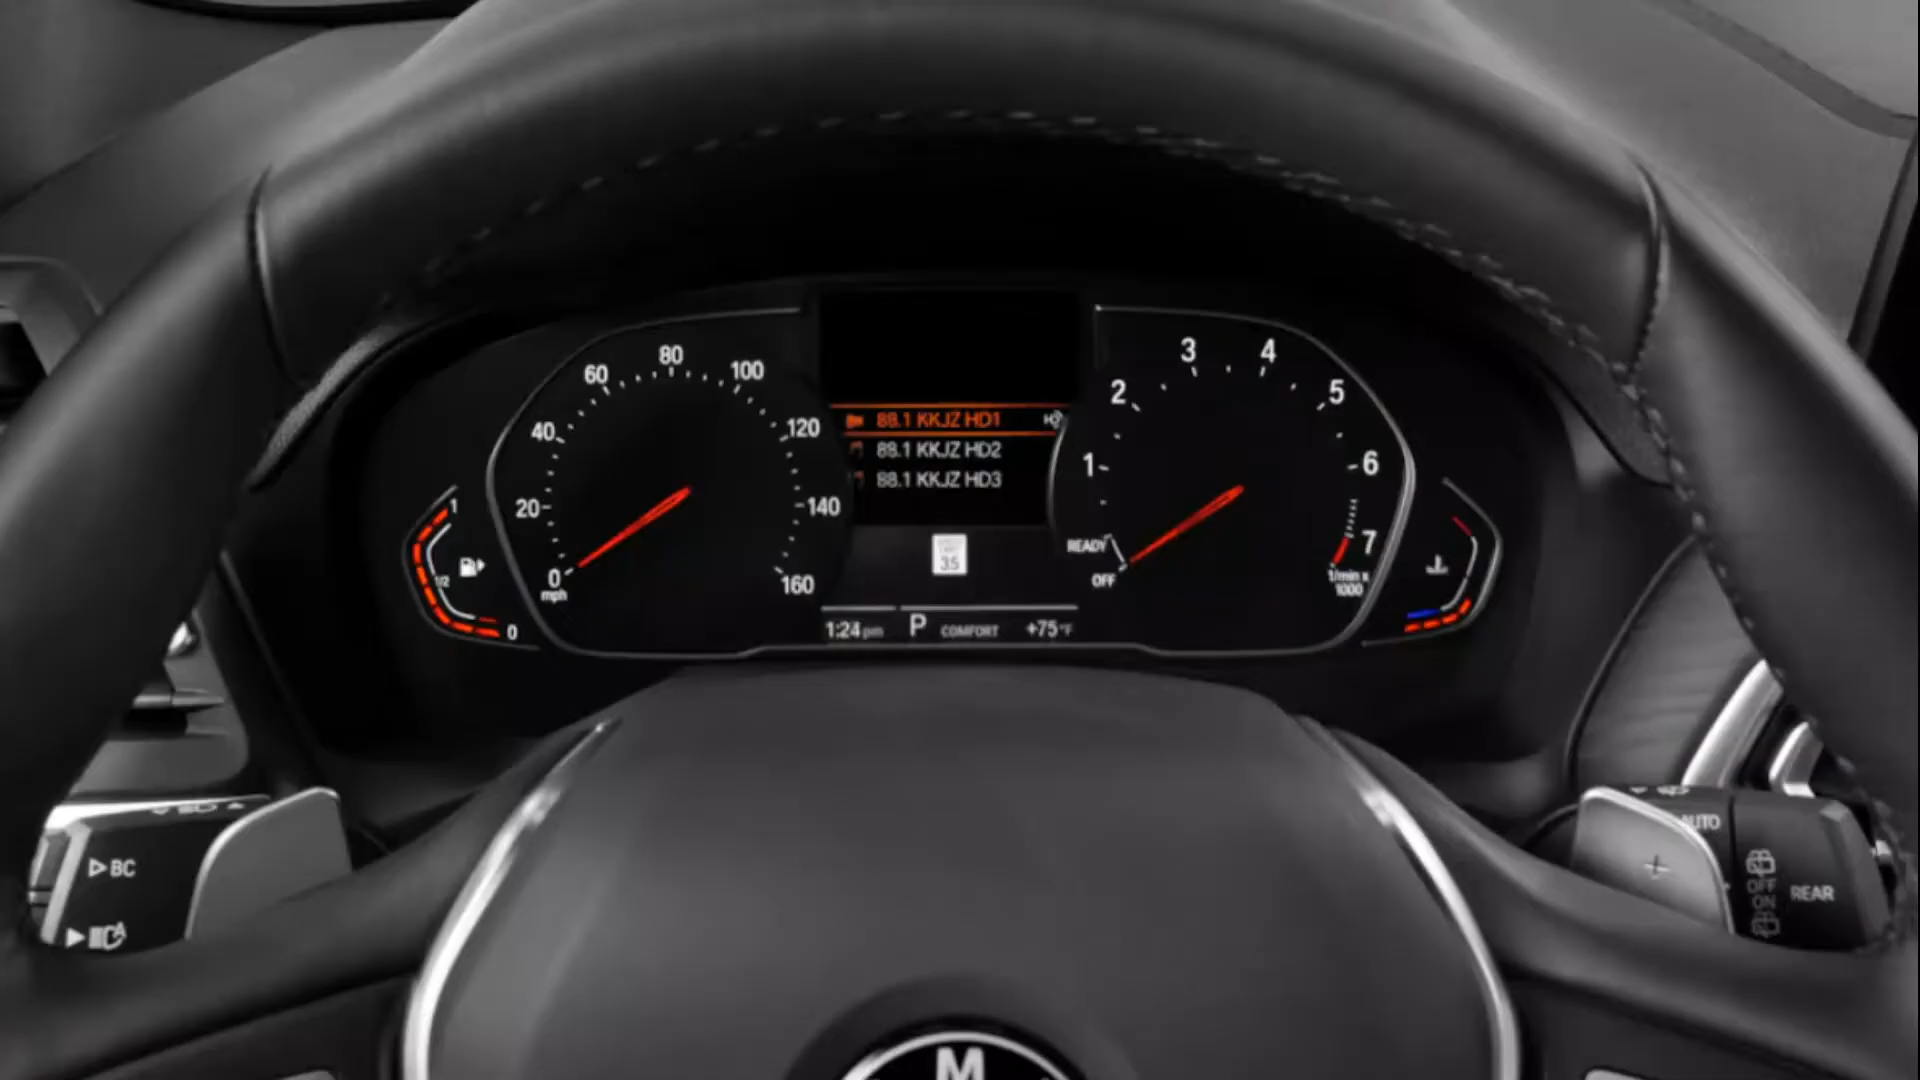 60
80
100
40
120
20
140
0
mph
160
1
1/2
0
88.1 KKJZ HD1
88.1 KKJZ HD2
88.1 KKJZ HD3
35
1:24 pm
P
COMFORT
+75°F
3
4
2
5
1
6
READY
OFF
7
1/min x
1000
BC
A
AUTO
+
OFF
ON
REAR
M